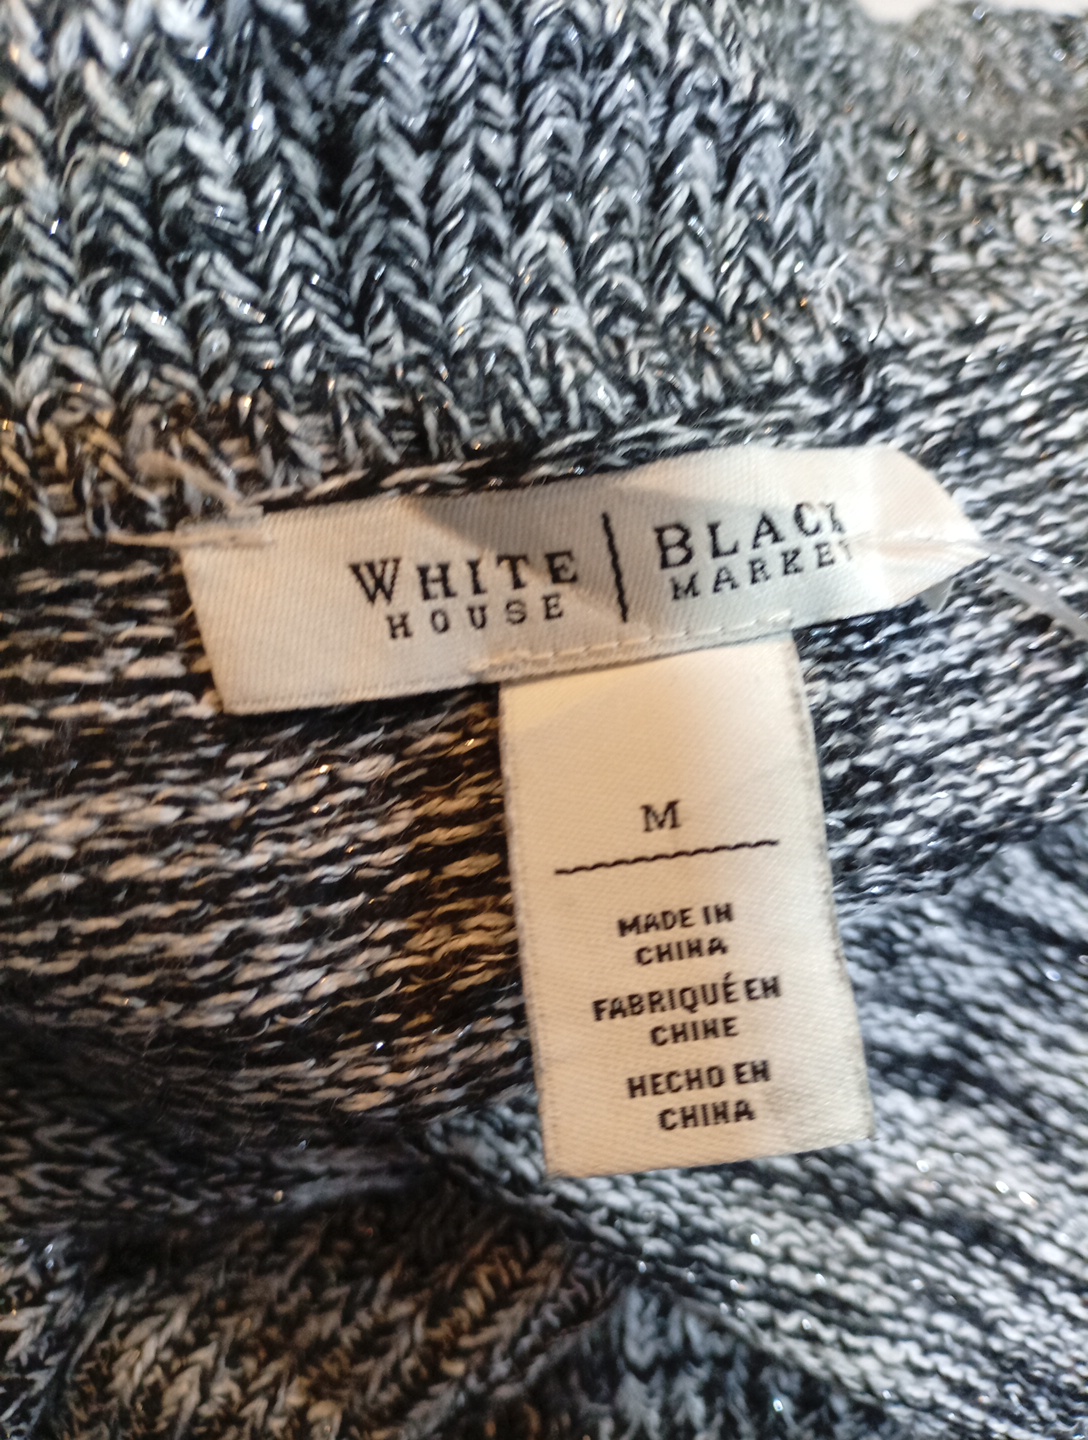 WHITE | BLACK
HOUSE | MARKET
M
MADE IN
CHINA
FABRIQUÉ EN
CHINE
HECHO EN
CHINA